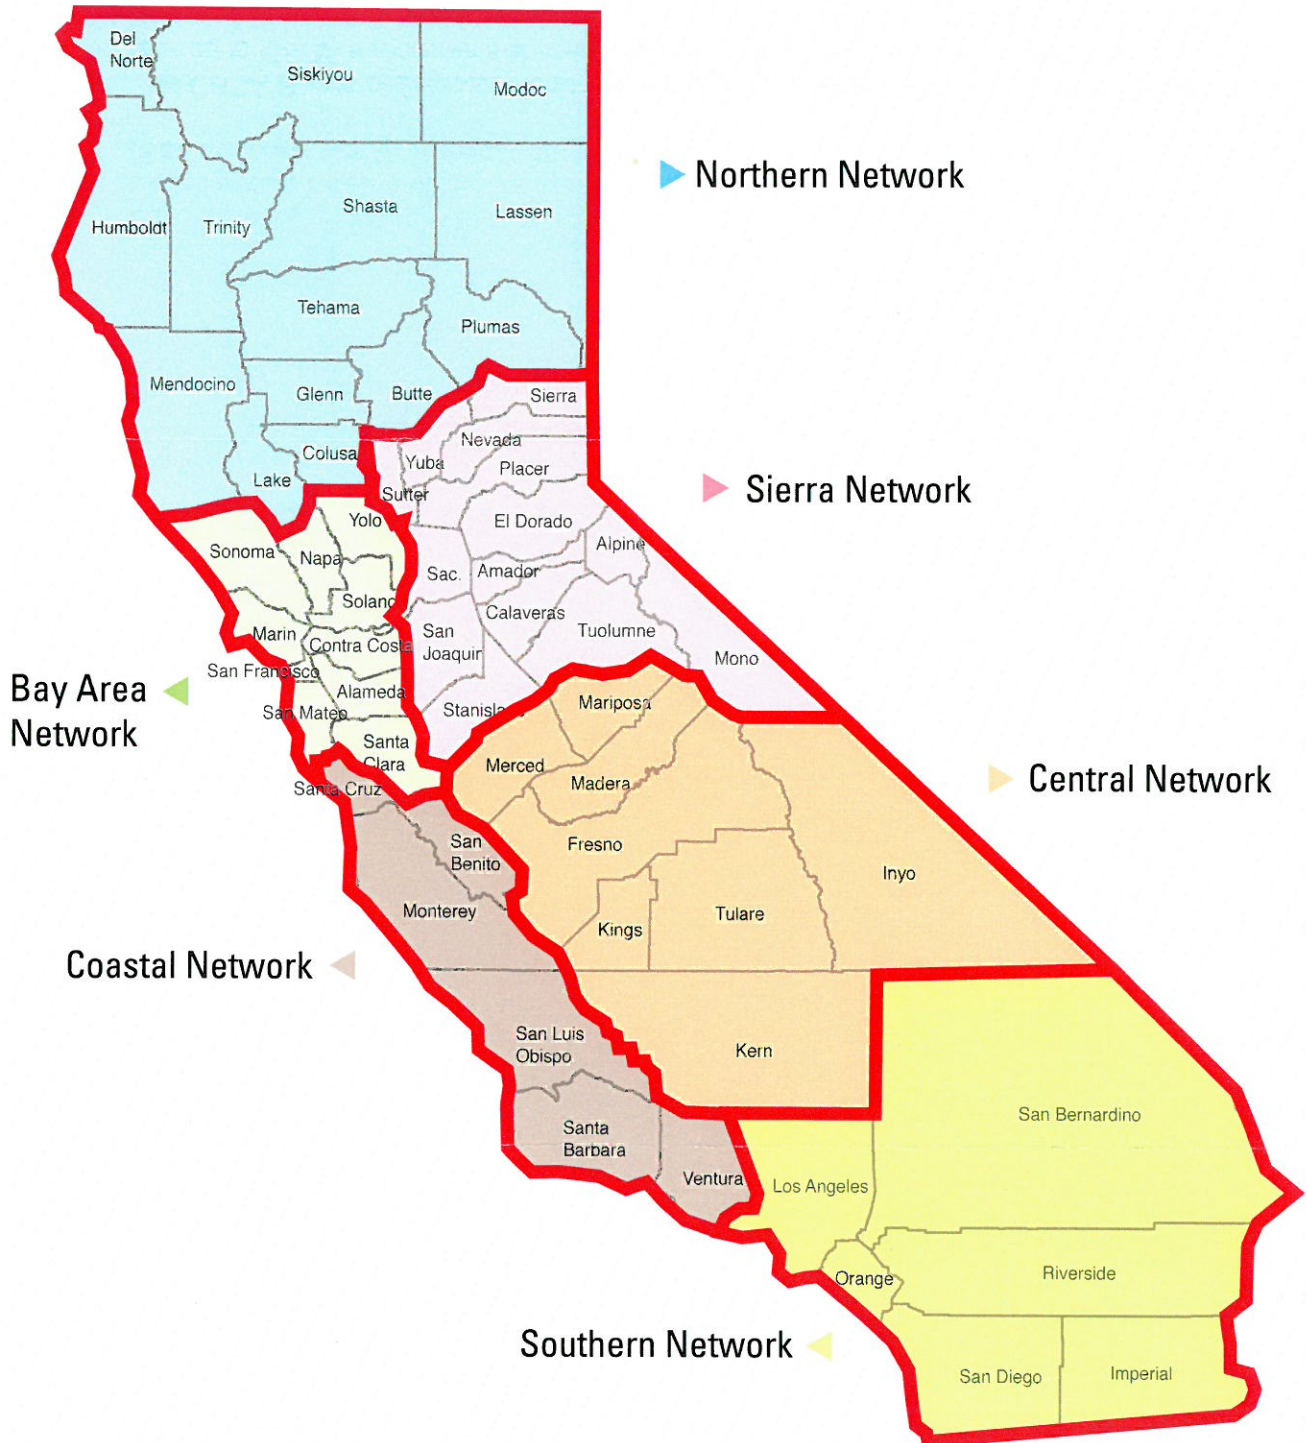 Del
Norte
Siskiyou
Modoc
Northern Network
Humboldt
Trinity
Shasta
Lassen
Tehama
Plumas
Mendocino
Glenn
Butte
Sierra
Nevada
Colusa
Yuba
Placer
Lake
Sutter
Sierra Network
Yolo
El Dorado
Sonoma
Napa
Alpine
Sac.
Amador
Solano
Calaveras
Marin
Contra Costa
San
Joaquin
Tuolumne
Mono
San Francisco
Alameda
Bay Area
Network
San Mateo
Stanisla
Mariposa
Santa
Clara
Merced
Madera
Central Network
Santa Cruz
San
Benito
Fresno
Inyo
Monterey
Kings
Tulare
Coastal Network
San Luis
Obispo
Kern
San Bernardino
Santa
Barbara
Ventura
Los Angeles
Orange
Riverside
Southern Network
San Diego
Imperial